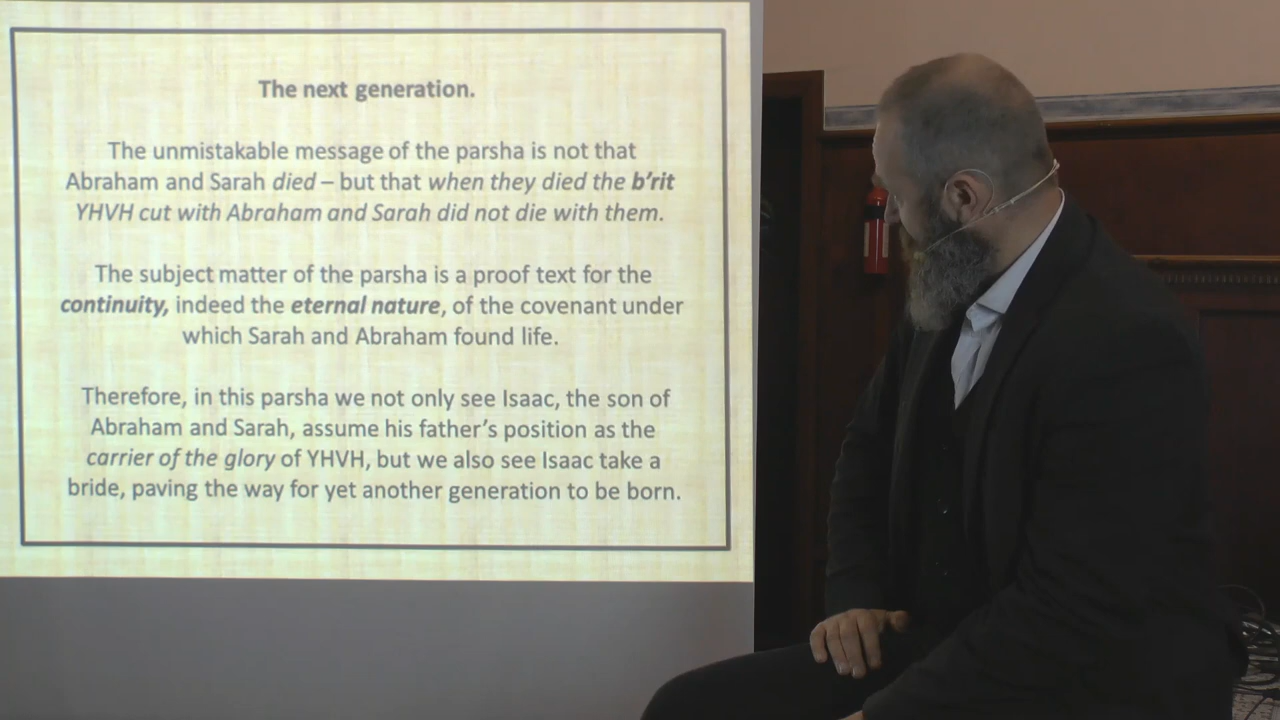 The next generation.
The unmistakable message of the parsha is not that
Abraham and Sarah died – but that when they died the b'rit
YHVH cut with Abraham and Sarah did not die with them.
The subject matter of the parsha is a proof text for the
continuity, indeed the eternal nature, of the covenant under
which Sarah and Abraham found life.
Therefore, in this parsha we not only see Isaac, the son of
Abraham and Sarah, assume his father's position as the
carrier of the glory of YHVH, but we also see Isaac take a
bride, paving the way for yet another generation to be born.